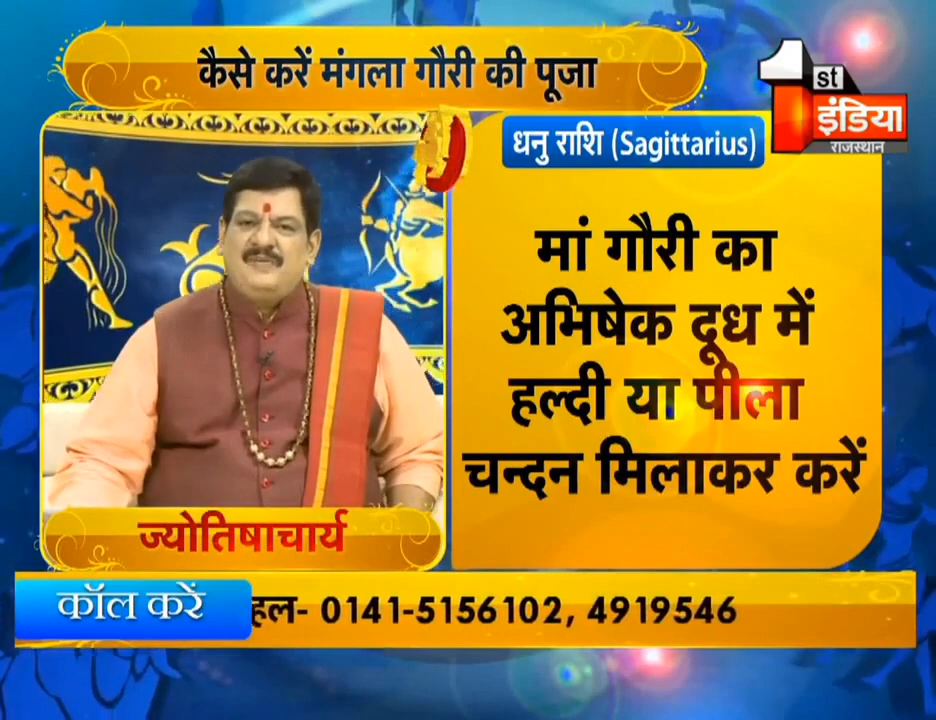 कैसे करें मंगला गौरी की पूजा
1st
इंडिया
राजस्थान
धनु राशि (Sagittarius)
मां गौरी का
अभिषेक दूध में
हल्दी या पीला
चन्दन मिलाकर करें
ज्योतिषाचार्य
कॉल करें
हल- 0141-5156102, 4919546